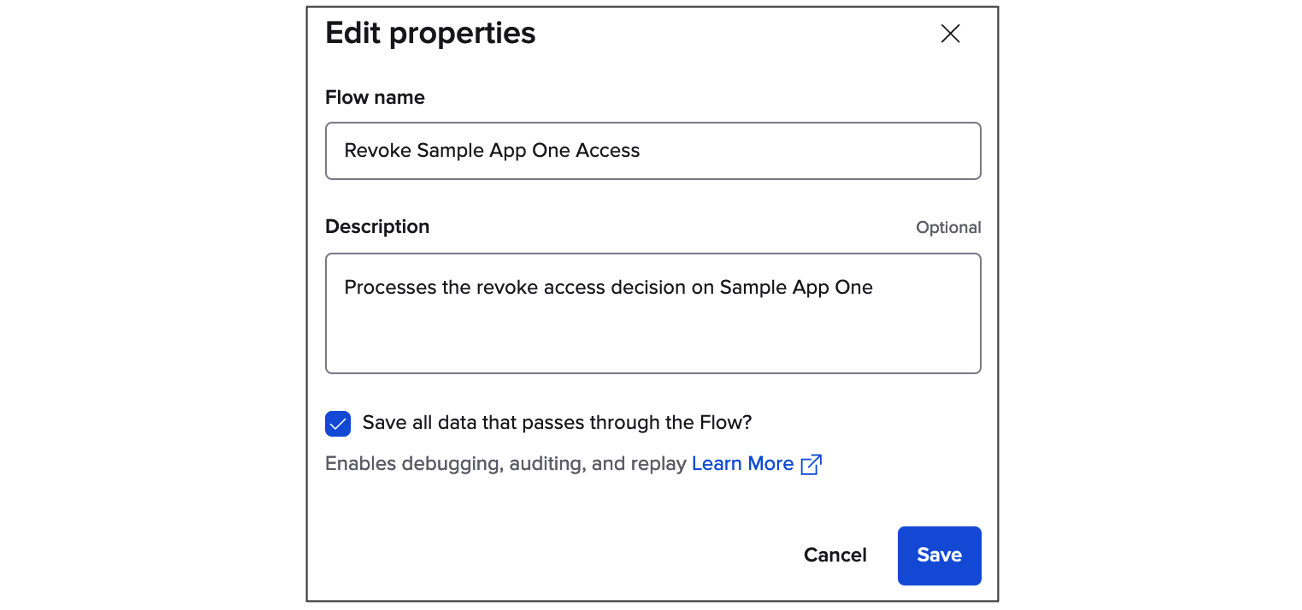 Edit properties
Flow name
Revoke Sample App One Access
Description Optional
Processes the revoke access decision on Sample App One
Save all data that passes through the Flow?
Enables debugging, auditing, and replay Learn More
Cancel Save